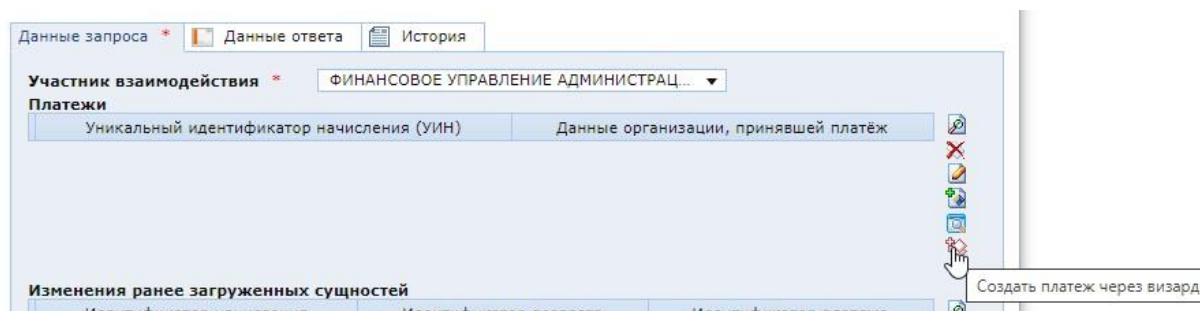 Данные запроса * Данные ответа История
Участник взаимодействия * ФИНАНСОВОЕ УПРАВЛЕНИЕ АДМИНИСТРАЦ...
Платежи
Уникальный идентификатор начисления (УИН) Данные организации, принявшей платёж
Создать платеж через визард
Изменения ранее загруженных сущностей